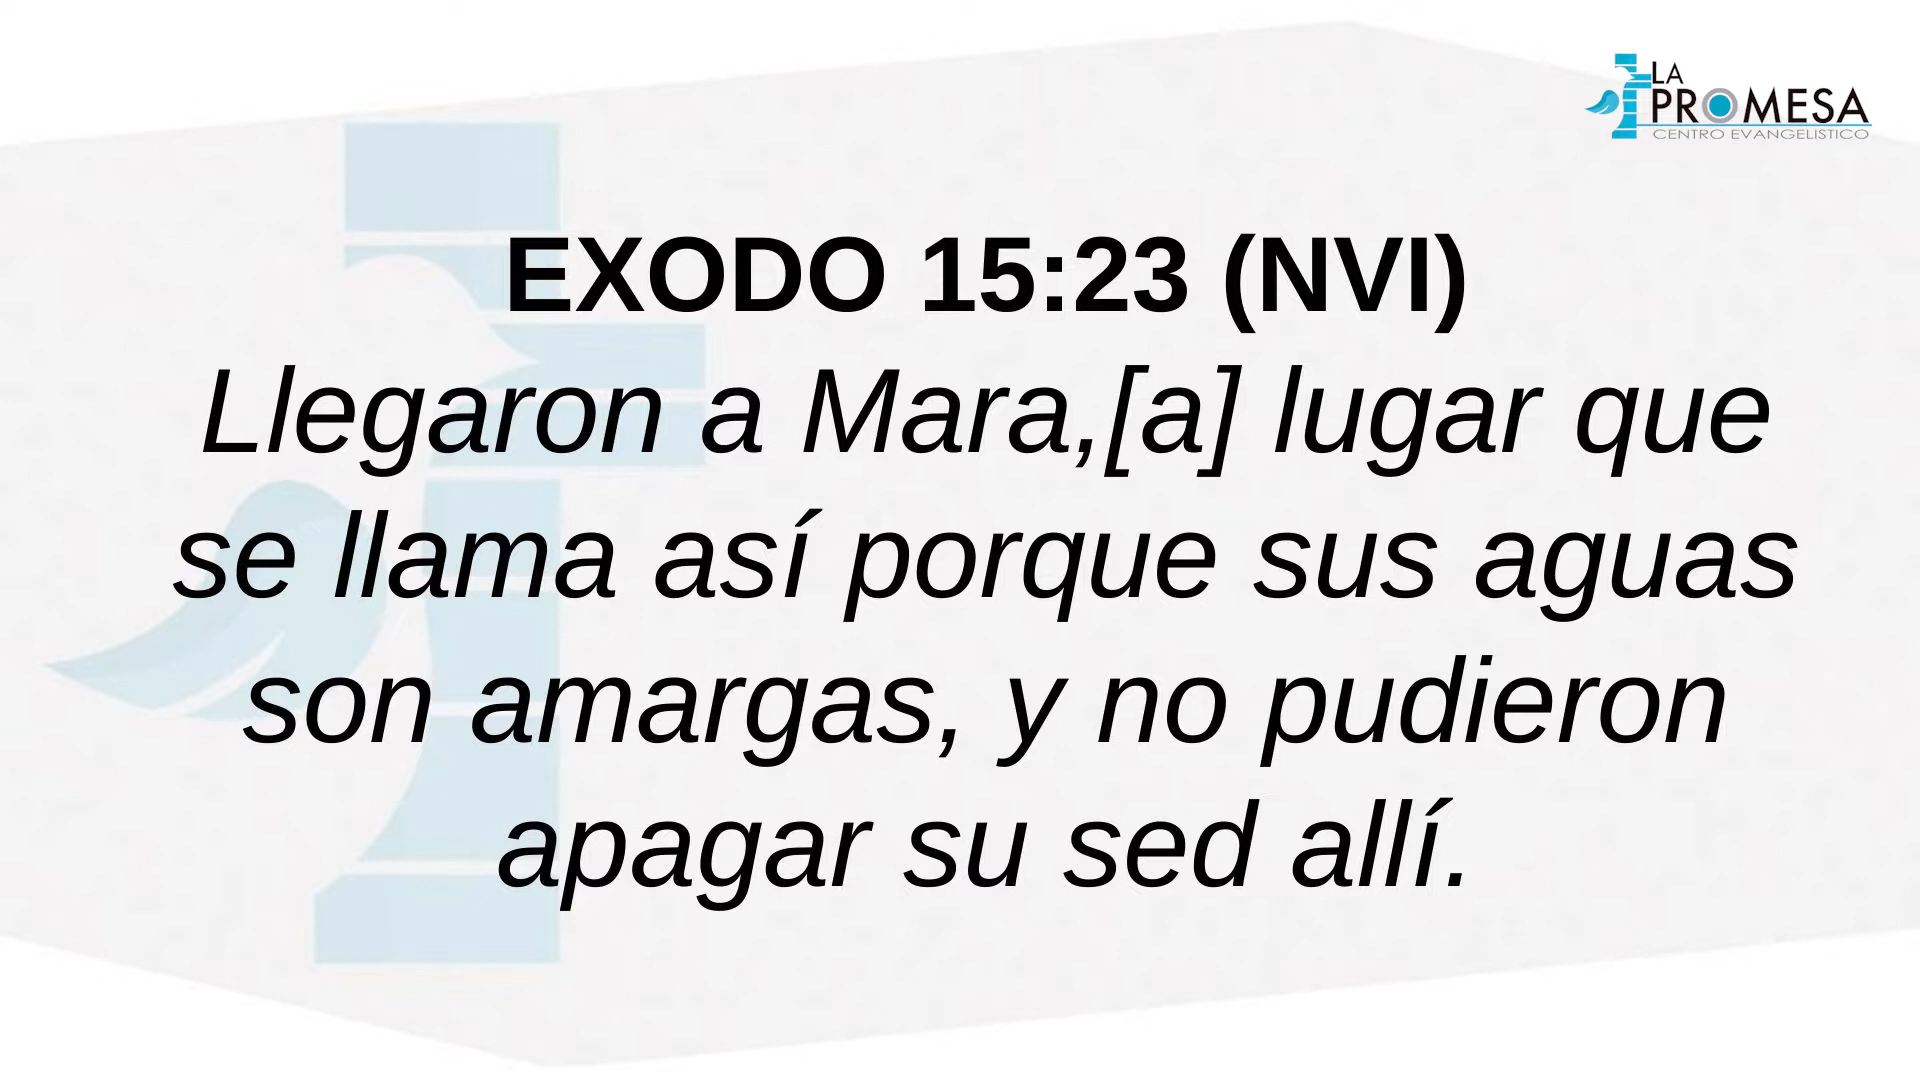 LA
PROMESA
CENTRO EVANGELISTICO
EXODO 15:23 (NVI)
Llegaron a Mara,[a] lugar que
se llama así porque sus aguas
son amargas, y no pudieron
apagar su sed allí.